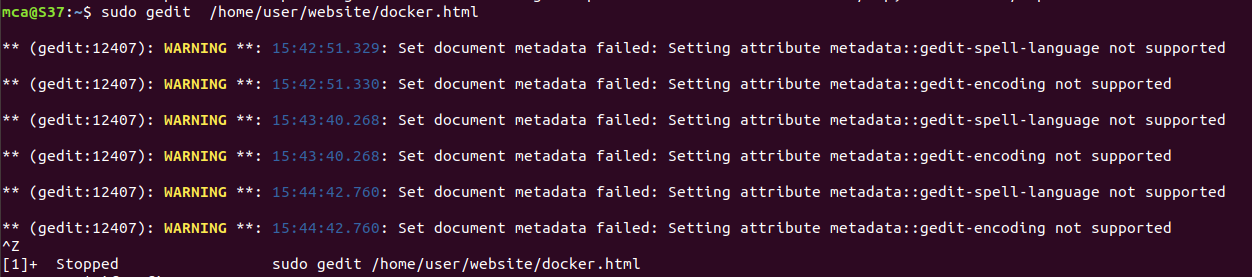 mca@S37:~$ sudo gedit  /home/user/website/docker.html
** (gedit:12407): WARNING **: 15:42:51.329: Set document metadata failed: Setting attribute metadata::gedit-spell-language not supported
** (gedit:12407): WARNING **: 15:42:51.330: Set document metadata failed: Setting attribute metadata::gedit-encoding not supported
** (gedit:12407): WARNING **: 15:43:40.268: Set document metadata failed: Setting attribute metadata::gedit-spell-language not supported
** (gedit:12407): WARNING **: 15:43:40.268: Set document metadata failed: Setting attribute metadata::gedit-encoding not supported
** (gedit:12407): WARNING **: 15:44:42.760: Set document metadata failed: Setting attribute metadata::gedit-spell-language not supported
** (gedit:12407): WARNING **: 15:44:42.760: Set document metadata failed: Setting attribute metadata::gedit-encoding not supported
^Z
[1]+  Stopped                 sudo gedit /home/user/website/docker.html